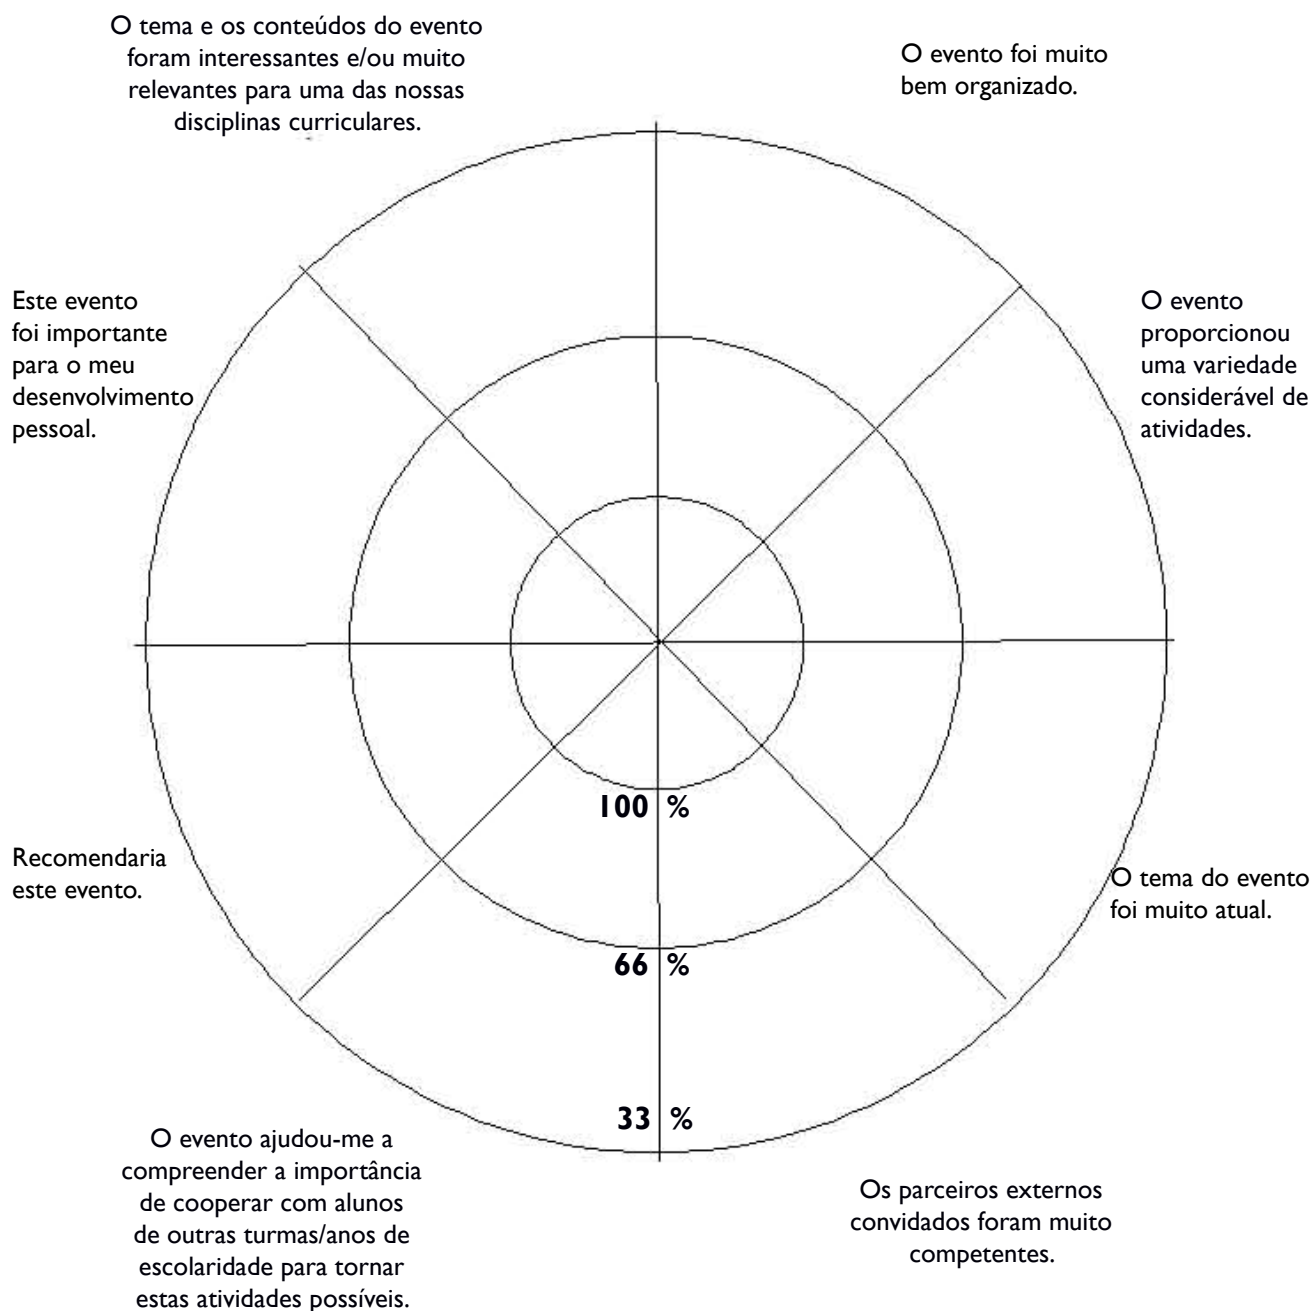 O tema e os conteúdos do evento
foram interessantes e/ou muito
relevantes para uma das nossas
disciplinas curriculares.
O evento foi muito
bem organizado.
Este evento
foi importante
para o meu
desenvolvimento
pessoal.
O evento
proporcionou
uma variedade
considerável de
atividades.
100 %
Recomendaria
este evento.
O tema do evento
foi muito atual.
66 %
33 %
O evento ajudou-me a
compreender a importância
de cooperar com alunos
de outras turmas/anos de
escolaridade para tornar
estas atividades possíveis.
Os parceiros externos
convidados foram muito
competentes.